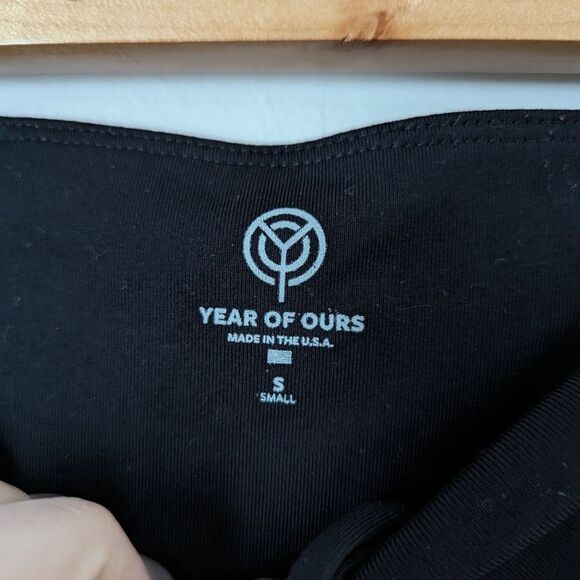 YEAR OF OURS
MADE IN THE U.S.A.
S
SMALL